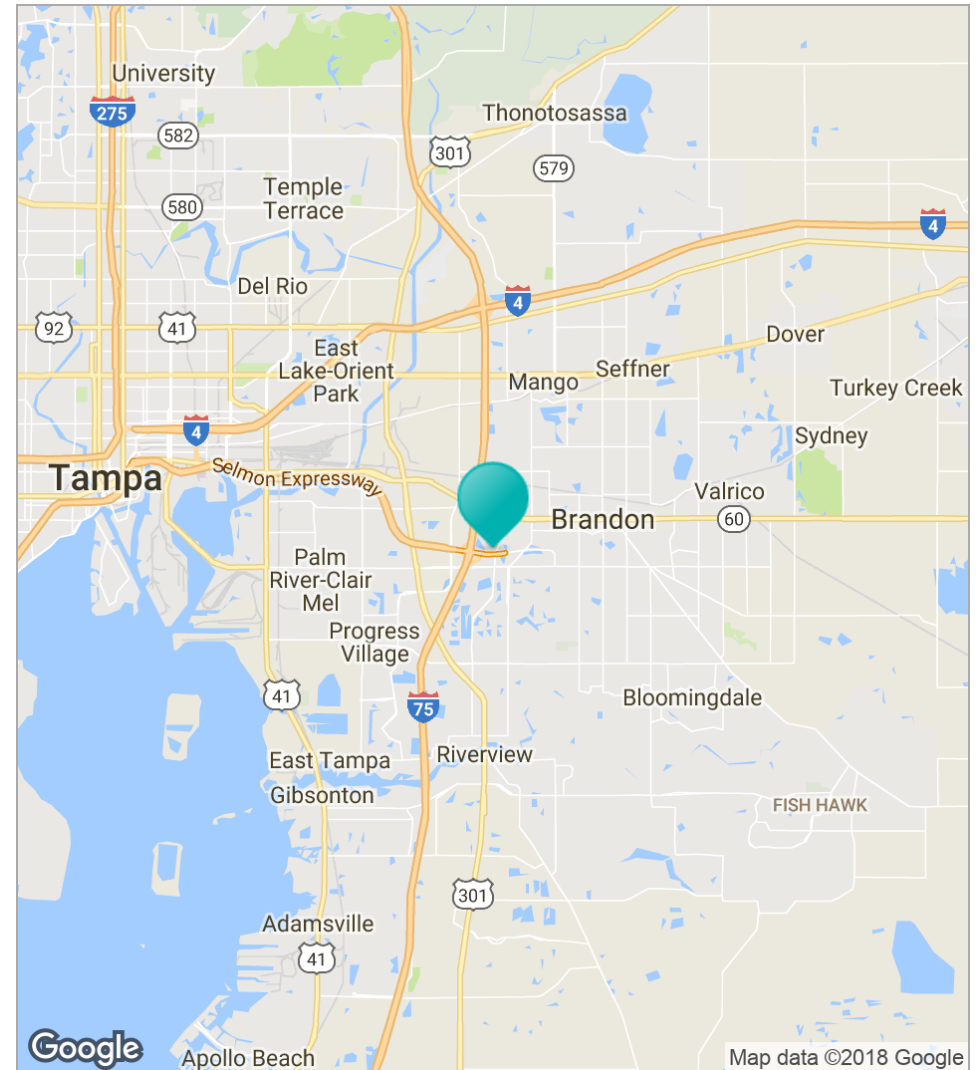 University
275
Thonotosassa
582
301
579
Temple
Terrace
580
4
Del Rio
4
92
41
Dover
East
Lake-Orient
Park
Seffner
Mango
Turkey Creek
4
Sydney
Tampa
Selmon Expressway
Valrico
60
Brandon
Palm
River-Clair
Mel
Progress
Village
41
75
Bloomingdale
Riverview
East Tampa
Gibsonton
FISH HAWK
301
Adamsville
41
Google
Apollo Beach
Map data ©2018 Google